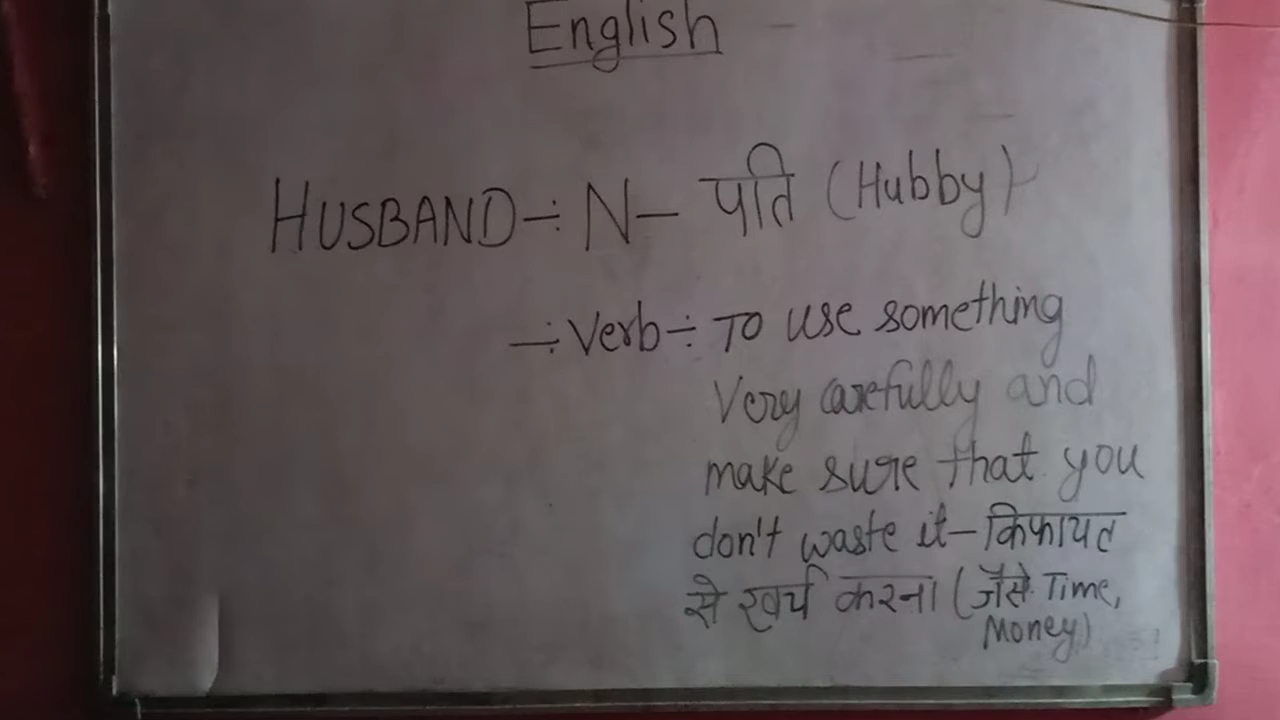 English
HUSBAND ÷ N – पति (Hubby)
÷ Verb ÷ To use something
Very carefully and
make sure that you
don't waste it – किफायत
से खर्च करना (जैसे Time,
Money)